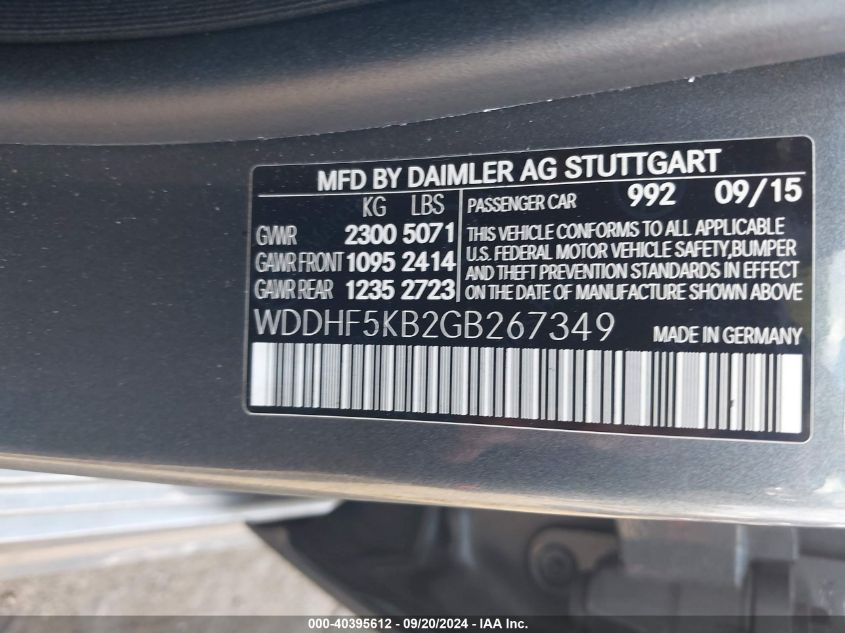 MFD BY DAIMLER AG STUTTGART
KG LBS
GVWR 2300 5071
GAWR FRONT 1095 2414
GAWR REAR 1235 2723
PASSENGER CAR 992 09/15
THIS VEHICLE CONFORMS TO ALL APPLICABLE
U.S. FEDERAL MOTOR VEHICLE SAFETY,BUMPER
AND THEFT PREVENTION STANDARDS IN EFFECT
ON THE DATE OF MANUFACTURE SHOWN ABOVE
WDDHF5KB2GB267349 MADE IN GERMANY
000-40395612 - 09/20/2024 - IAA Inc.